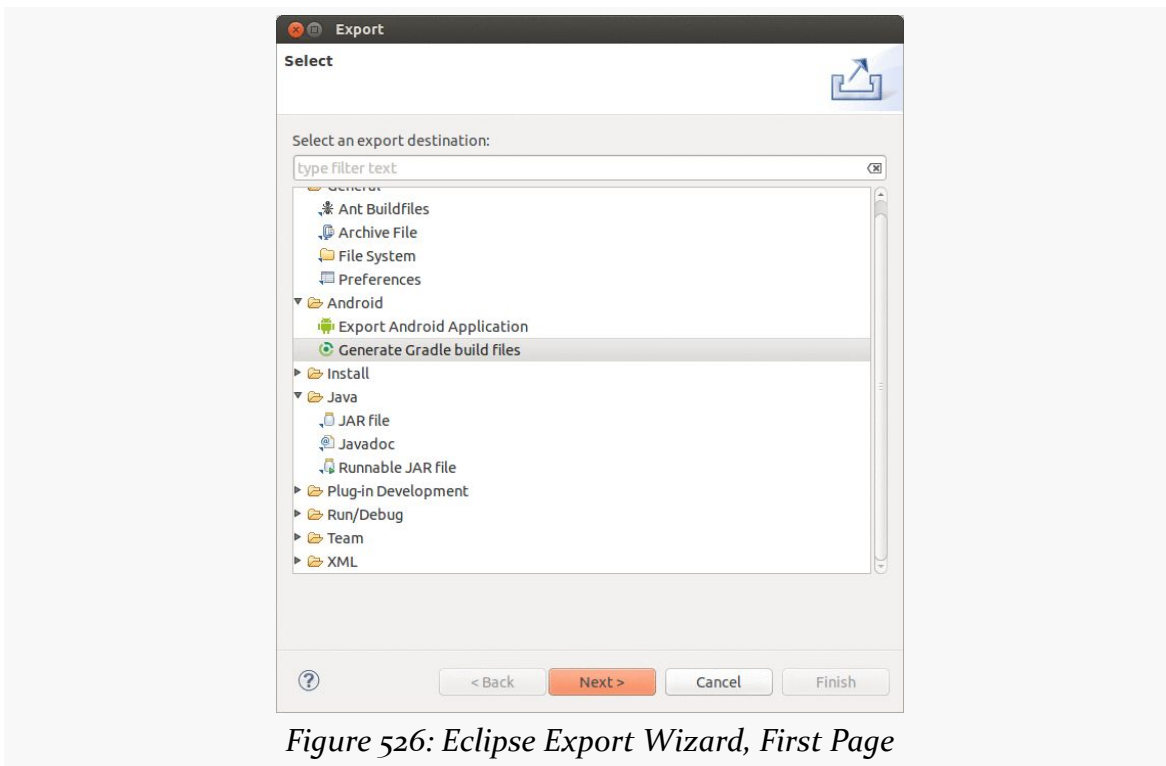 Export
Select
Select an export destination:
type filter text
General
Ant Buildfiles
Archive File
File System
Preferences
Android
Export Android Application
Generate Gradle build files
Install
Java
JAR file
Javadoc
Runnable JAR file
Plug-in Development
Run/Debug
Team
XML
< Back Next > Cancel Finish
Figure 526: Eclipse Export Wizard, First Page